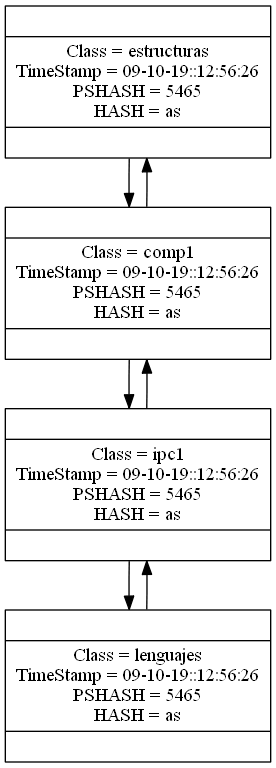 Class = estructuras
TimeStamp = 09-10-19::12:56:26
PSHASH = 5465
HASH = as
Class = comp1
TimeStamp = 09-10-19::12:56:26
PSHASH = 5465
HASH = as
Class = ipc1
TimeStamp = 09-10-19::12:56:26
PSHASH = 5465
HASH = as
Class = lenguajes
TimeStamp = 09-10-19::12:56:26
PSHASH = 5465
HASH = as